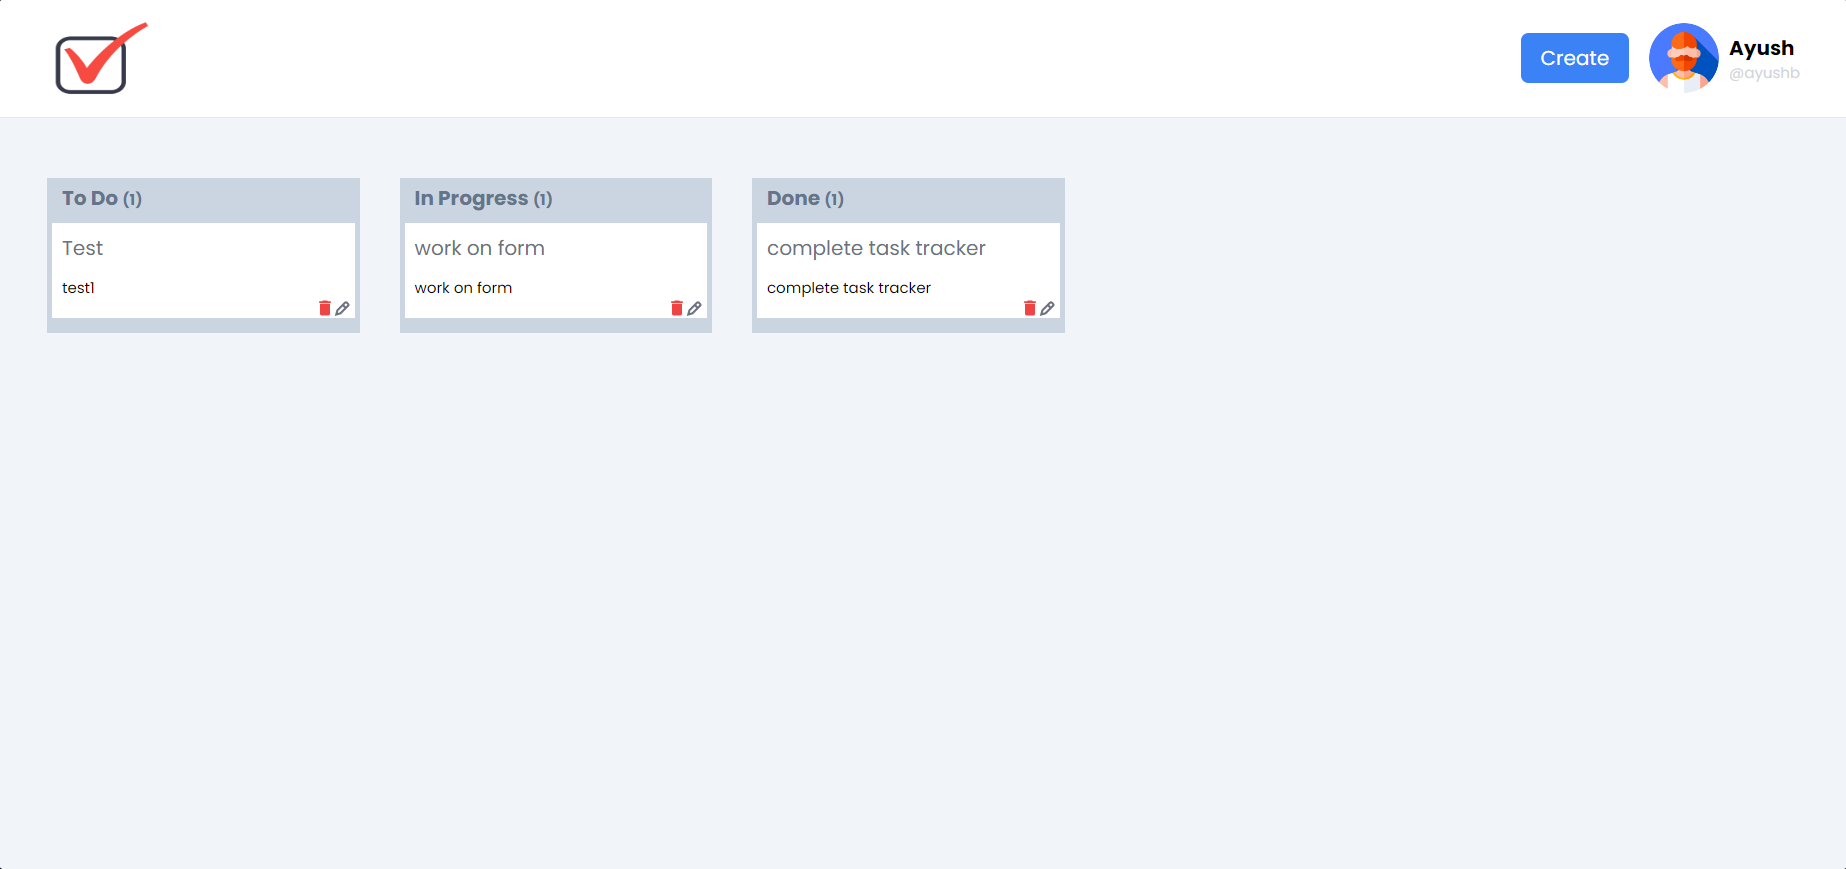 Create
Ayush
@ayushb
To Do (1)
Test
test1
In Progress (1)
work on form
work on form
Done (1)
complete task tracker
complete task tracker